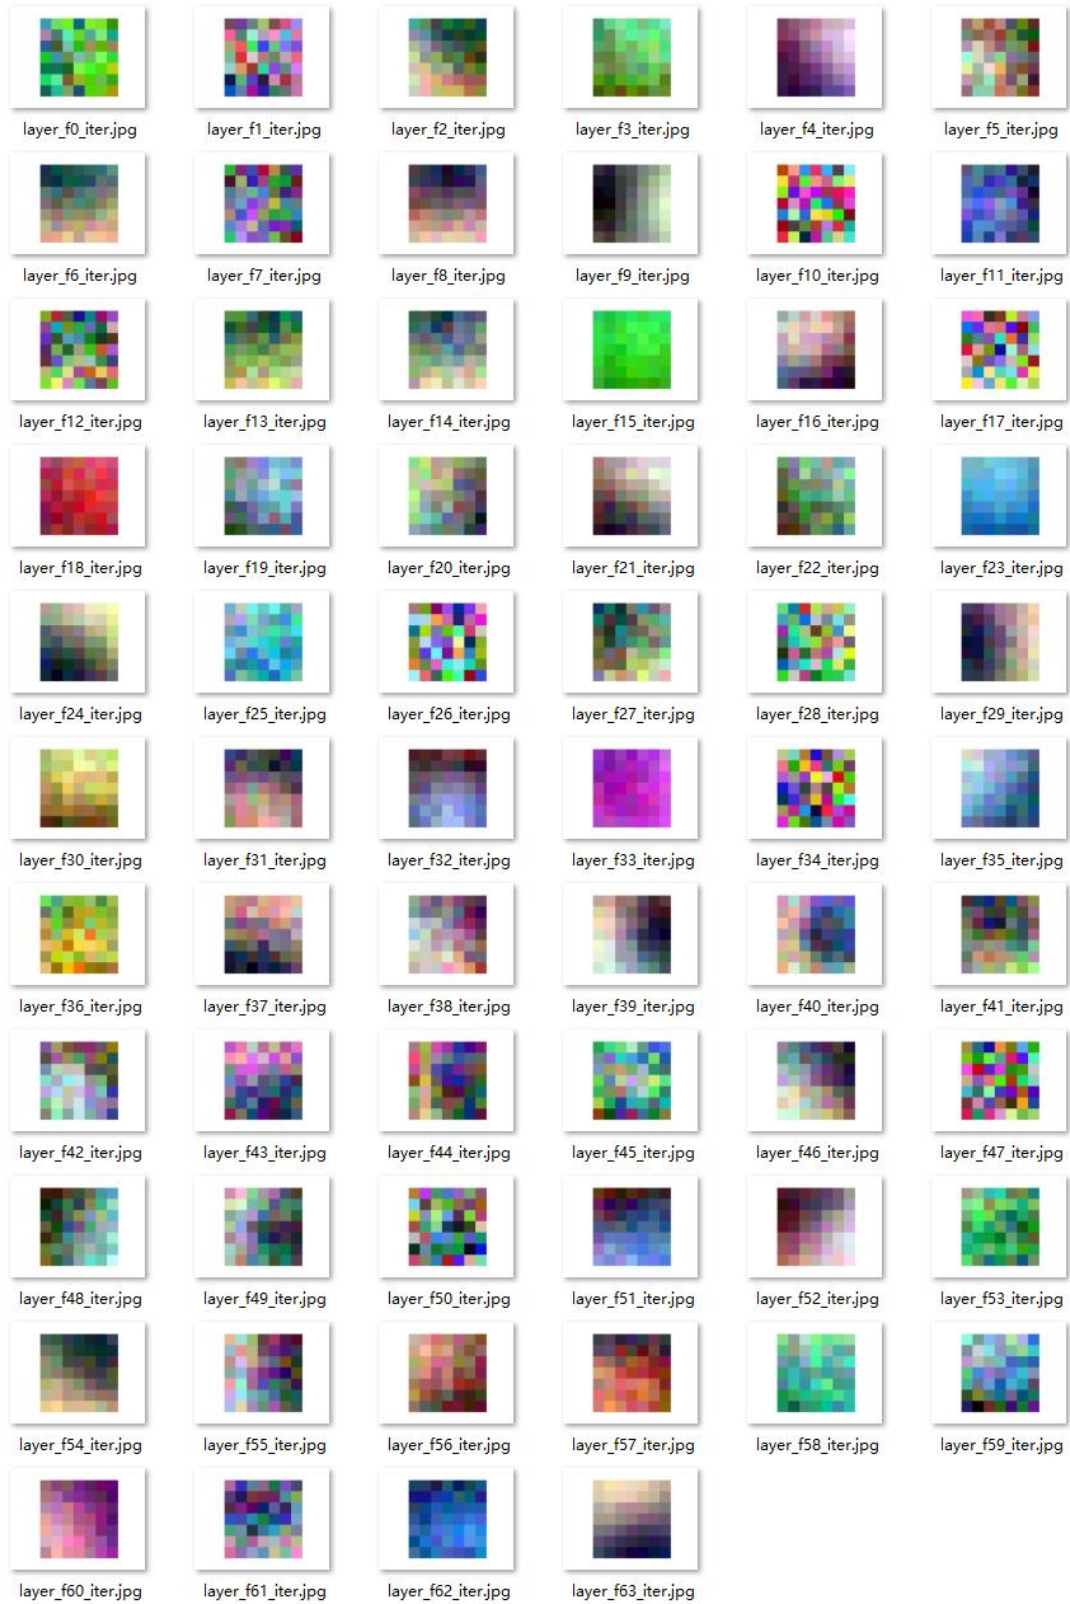 layer_f0_iter.jpg layer_f1_iter.jpg layer_f2_iter.jpg layer_f3_iter.jpg layer_f4_iter.jpg layer_f5_iter.jpg
layer_f6_iter.jpg layer_f7_iter.jpg layer_f8_iter.jpg layer_f9_iter.jpg layer_f10_iter.jpg layer_f11_iter.jpg
layer_f12_iter.jpg layer_f13_iter.jpg layer_f14_iter.jpg layer_f15_iter.jpg layer_f16_iter.jpg layer_f17_iter.jpg
layer_f18_iter.jpg layer_f19_iter.jpg layer_f20_iter.jpg layer_f21_iter.jpg layer_f22_iter.jpg layer_f23_iter.jpg
layer_f24_iter.jpg layer_f25_iter.jpg layer_f26_iter.jpg layer_f27_iter.jpg layer_f28_iter.jpg layer_f29_iter.jpg
layer_f30_iter.jpg layer_f31_iter.jpg layer_f32_iter.jpg layer_f33_iter.jpg layer_f34_iter.jpg layer_f35_iter.jpg
layer_f36_iter.jpg layer_f37_iter.jpg layer_f38_iter.jpg layer_f39_iter.jpg layer_f40_iter.jpg layer_f41_iter.jpg
layer_f42_iter.jpg layer_f43_iter.jpg layer_f44_iter.jpg layer_f45_iter.jpg layer_f46_iter.jpg layer_f47_iter.jpg
layer_f48_iter.jpg layer_f49_iter.jpg layer_f50_iter.jpg layer_f51_iter.jpg layer_f52_iter.jpg layer_f53_iter.jpg
layer_f54_iter.jpg layer_f55_iter.jpg layer_f56_iter.jpg layer_f57_iter.jpg layer_f58_iter.jpg layer_f59_iter.jpg
layer_f60_iter.jpg layer_f61_iter.jpg layer_f62_iter.jpg layer_f63_iter.jpg